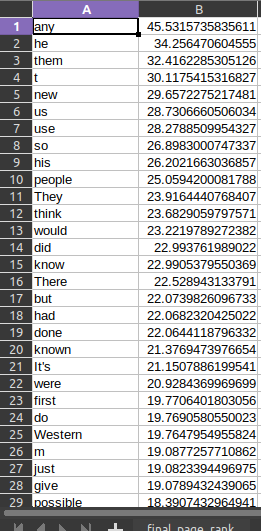 A B
1 any 45.5315735835611
2 he 34.256470604555
3 them 32.4162285305126
4 t 30.1175415316827
5 new 29.6572275217481
6 us 28.7306660506034
7 use 28.2788509954327
8 so 26.8983000747337
9 his 26.2021663036857
10 people 25.0594200081788
11 They 23.9164440768407
12 think 23.6829059797571
13 would 23.2219789272382
14 did 22.993761989022
15 know 22.9905379550369
16 There 22.528943133791
17 but 22.0739826096733
18 had 22.0682320425022
19 done 22.0644118796332
20 known 21.3769473976654
21 It's 21.1507886199541
22 were 20.9284369969699
23 first 19.7706401803056
24 do 19.7690580550023
25 Western 19.7647954955824
26 m 19.0877257710862
27 just 19.0823394496975
28 give 19.0789432439065
29 possible 18.3907432964941
final_page_rank